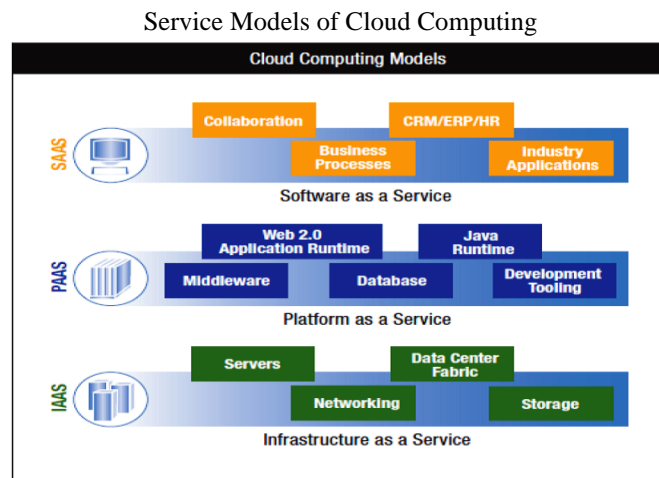 Service Models of Cloud Computing
Cloud Computing Models
SAAS
Collaboration
CRM/ERP/HR
Business
Processes
Industry
Applications
Software as a Service
PAAS
Web 2.0
Application Runtime
Java
Runtime
Middleware
Database
Development
Tooling
Platform as a Service
IAAS
Servers
Data Center
Fabric
Networking
Storage
Infrastructure as a Service